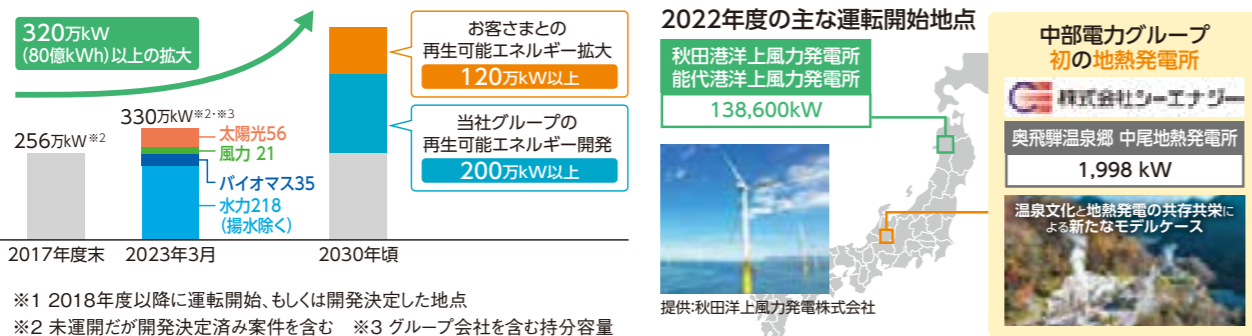 320万kW
(80億kWh)以上の拡大
256万kW※2
330万kW※2・※3
太陽光56
風力 21
バイオマス35
水力218
(揚水除く)
2017年度末
2023年3月
2030年頃
お客さまとの
再生可能エネルギー拡大
120万kW以上
当社グループの
再生可能エネルギー開発
200万kW以上
※1 2018年度以降に運転開始、もしくは開発決定した地点
※2 未運開だが開発決定済み案件を含む ※3 グループ会社を含む持分容量
2022年度の主な運転開始地点
秋田港洋上風力発電所
能代港洋上風力発電所
138,600kW
提供:秋田洋上風力発電株式会社
中部電力グループ
初の地熱発電所
株式会社シーエナジー
奥飛騨温泉郷 中尾地熱発電所
1,998 kW
温泉文化と地熱発電の共存共栄に
よる新たなモデルケース